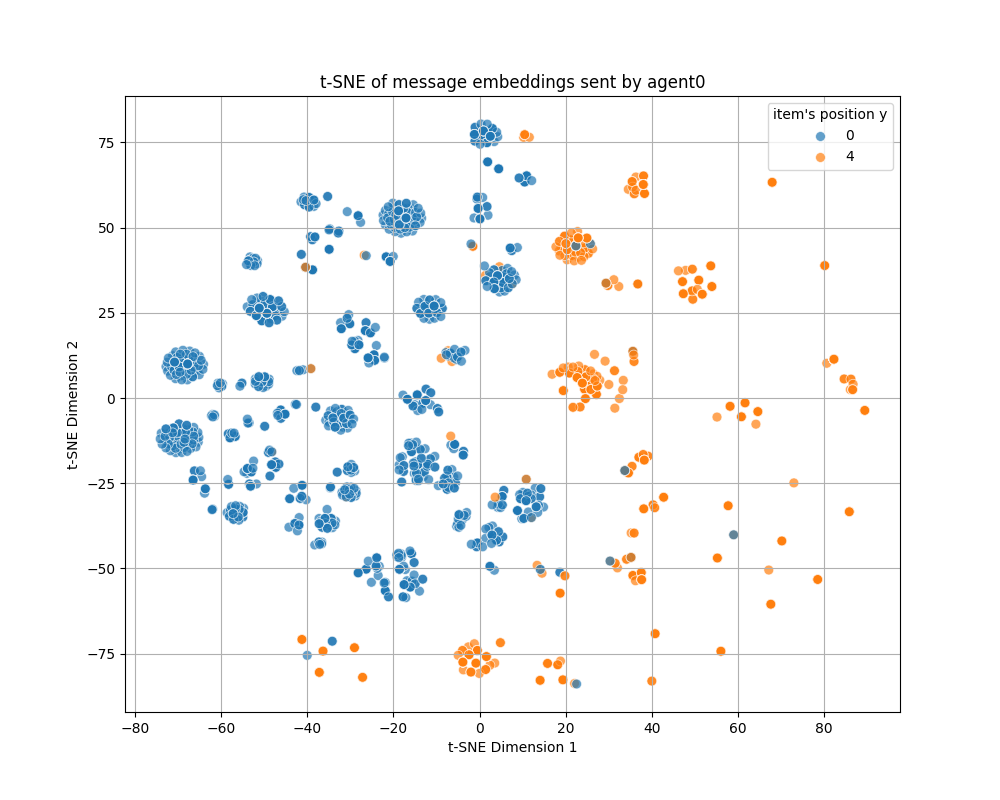 t-SNE of message embeddings sent by agent0
item's position y
0
4
75
50
25
0
−25
−50
−75
t-SNE Dimension 2
−80 −60 −40 −20 0 20 40 60 80
t-SNE Dimension 1